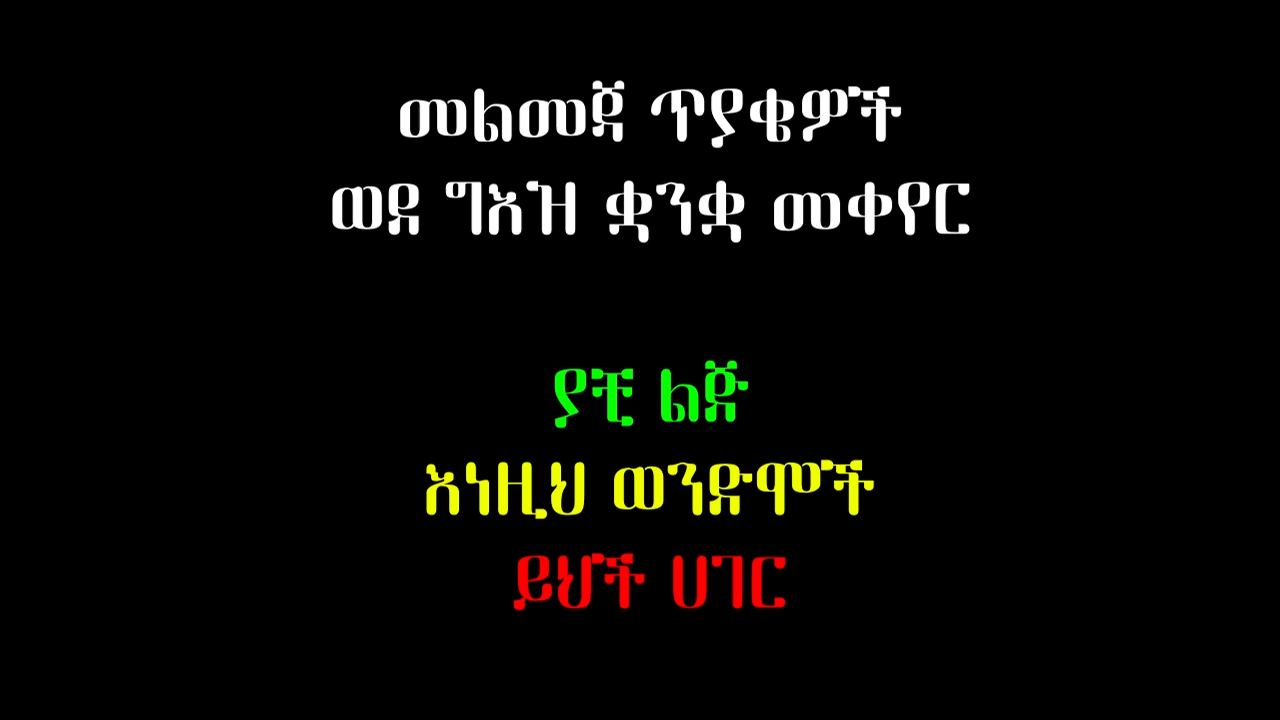 መልመጃ ጥያቄዎች
ወደ ግእዝ ቋንቋ መቀየር
ያቺ ልጅ
እነዚህ ወንድሞች
ይህች ሀገር